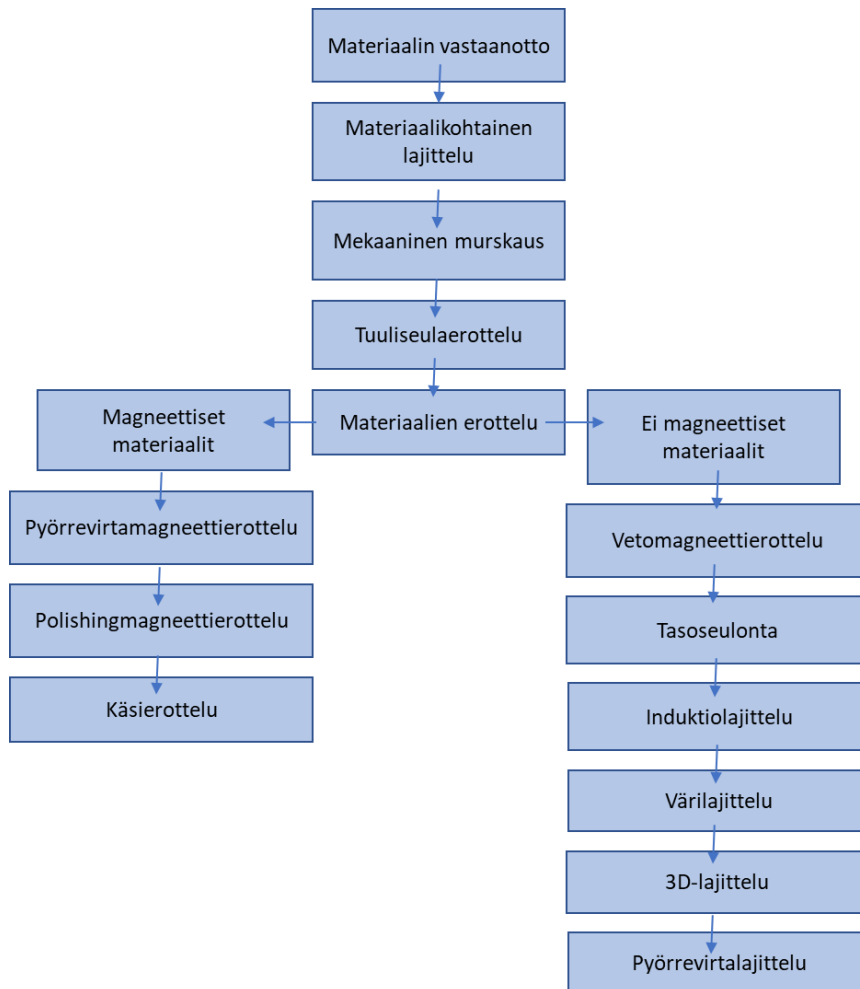 Materiaalin vastaanotto
Materiaalikohtainen
lajittelu
Mekaaninen murskaus
Tuuliseulaerottelu
Materiaalien erottelu
Magneettiset
materiaalit
Pyörrevirtamagneettierottelu
Polishingmagneettierottelu
Käsierottelu
Ei magneettiset
materiaalit
Vetomagneettierottelu
Tasoseulonta
Induktiolajittelu
Värilajittelu
3D-lajittelu
Pyörrevirtalajittelu